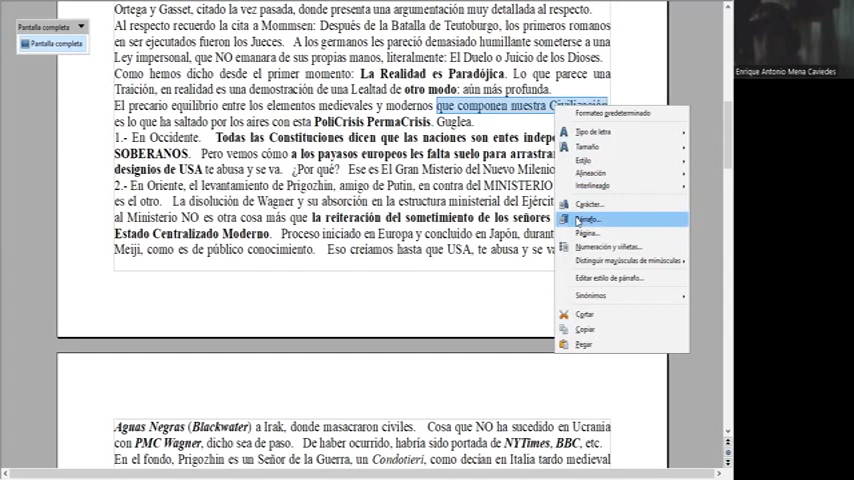 Pantalla completa
Pantalla completa
Enrique Antonio Mena Caviedes
Ortega y Gasset, citado la vez pasada, donde presenta una argumentación muy detallada al respecto.
Al respecto recuerdo la cita a Mommsen: Después de la Batalla de Teutoburgo, los primeros romanos
en ser ejecutados fueron los Jueces. A los germanos les pareció demasiado humillante someterse a una
Ley impersonal, que NO emanara de sus propias manos, literalmente: El Duelo o Juicio de los Dioses.
Como hemos dicho desde el primer momento: La Realidad es Paradójica. Lo que parece una
Traición, en realidad es una demostración de una Lealtad de otro modo: aún más profunda.
El precario equilibrio entre los elementos medievales y modernos que componen nuestra Civilización
es lo que ha saltado por los aires con esta PoliCrisis PermaCrisis. Guglea.
1.- En Occidente. Todas las Constituciones dicen que las naciones son entes indepe
SOBERANOS. Pero vemos cómo a los payasos europeos les falta suelo para arrastrar
designios de USA te abusa y se va. ¿Por qué? Ese es El Gran Misterio del Nuevo Milenio
2.- En Oriente, el levantamiento de Prigozhin, amigo de Putin, en contra del MINISTERIO
es el otro. La disolución de Wagner y su absorción en la estructura ministerial del Ejérci
al Ministerio NO es otra cosa más que la reiteración del sometimiento de los señores
Estado Centralizado Moderno. Proceso iniciado en Europa y concluido en Japón, duran
Meiji, como es de público conocimiento. Eso creíamos hasta que USA, te abusa y se va
Formateo predeterminado
Tipo de letra
Tamaño
Estilo
Alineación
Interlineado
Carácter...
Párrafo...
Página...
Numeración y viñetas...
Distinguir mayúsculas de minúsculas
Editar estilo de párrafo...
Sinónimos
Cortar
Copiar
Pegar
Aguas Negras (Blackwater) a Irak, donde masacraron civiles. Cosa que NO ha sucedido en Ucrania
con PMC Wagner, dicho sea de paso. De haber ocurrido, habría sido portada de NYTimes, BBC, etc.
En el fondo, Prigozhin es un Señor de la Guerra, un Condotieri, como decían en Italia tardo medieval